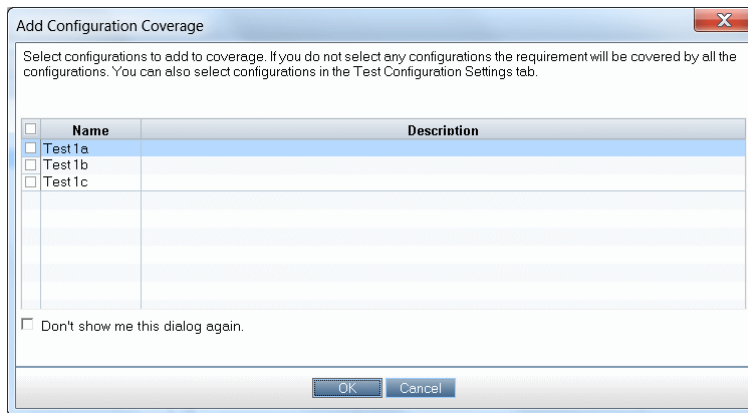 Add Configuration Coverage
X
Select configurations to add to coverage. If you do not select any configurations the requirement will be covered by all the
configurations. You can also select configurations in the Test Configuration Settings tab.
Name Description
Test1a
Test1b
Test1c
Don't show me this dialog again.
OK Cancel